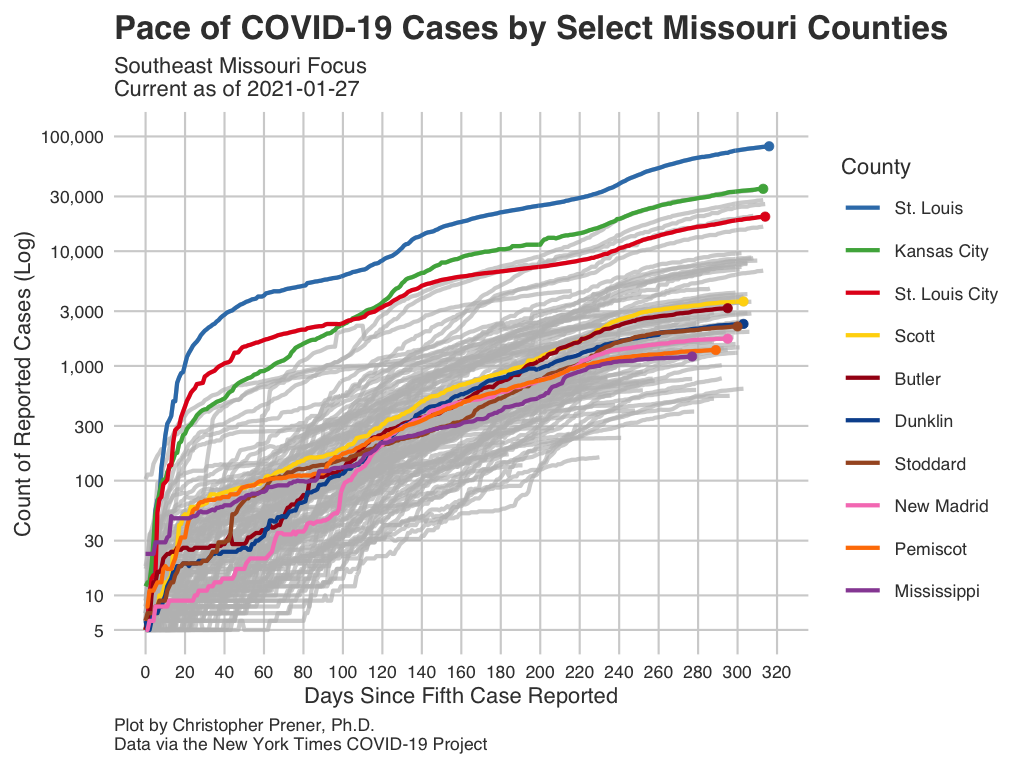 Pace of COVID-19 Cases by Select Missouri Counties
Southeast Missouri Focus
Current as of 2021-01-27
Count of Reported Cases (Log)
100,000
30,000
10,000
3,000
1,000
300
100
30
10
5
0 20 40 60 80 100 120 140 160 180 200 220 240 260 280 300 320
Days Since Fifth Case Reported
County
St. Louis
Kansas City
St. Louis City
Scott
Butler
Dunklin
Stoddard
New Madrid
Pemiscot
Mississippi
Plot by Christopher Prener, Ph.D.
Data via the New York Times COVID-19 Project